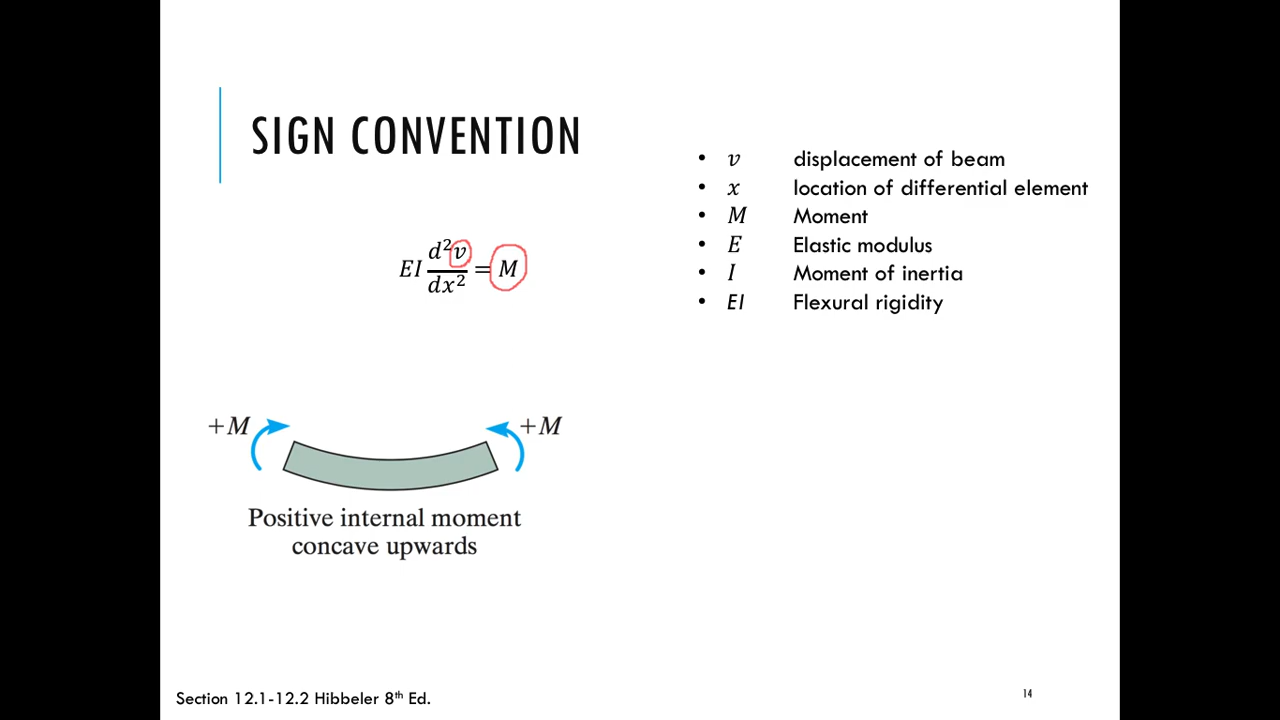 SIGN CONVENTION
EI d²v/dx² = M
• v displacement of beam
• x location of differential element
• M Moment
• E Elastic modulus
• I Moment of inertia
• EI Flexural rigidity
+M +M
Positive internal moment
concave upwards
Section 12.1-12.2 Hibbeler 8th Ed.
14